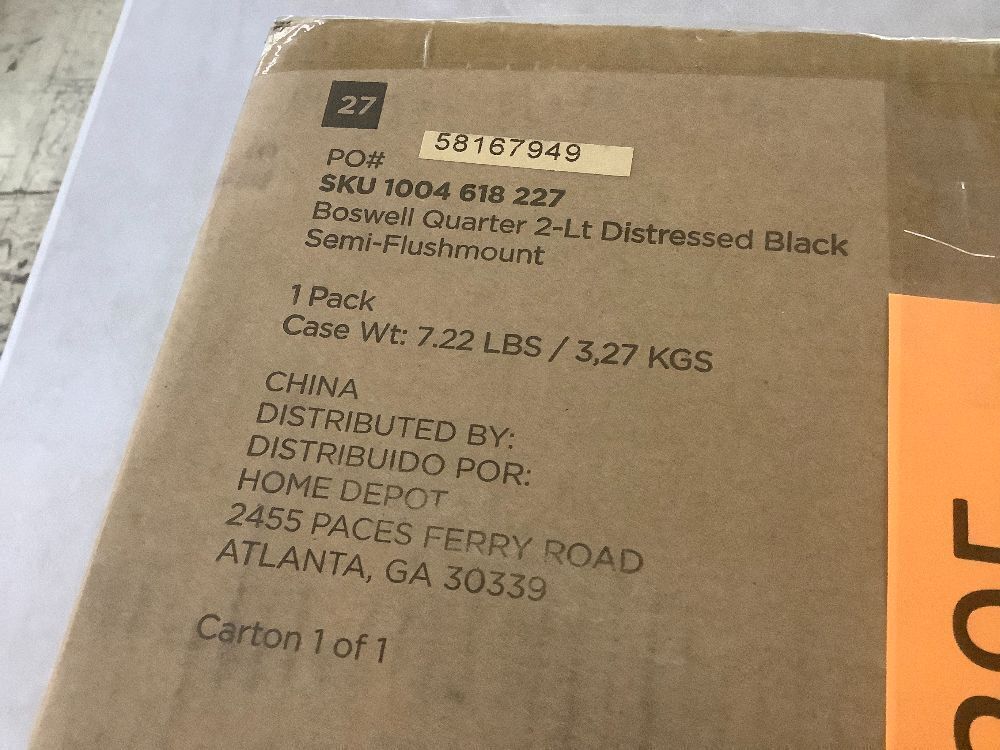 27
PO# 58167949
SKU 1004 618 227
Boswell Quarter 2-Lt Distressed Black
Semi-Flushmount
1 Pack
Case Wt: 7.22 LBS / 3,27 KGS
CHINA
DISTRIBUTED BY:
DISTRIBUIDO POR:
HOME DEPOT
2455 PACES FERRY ROAD
ATLANTA, GA 30339
Carton 1 of 1